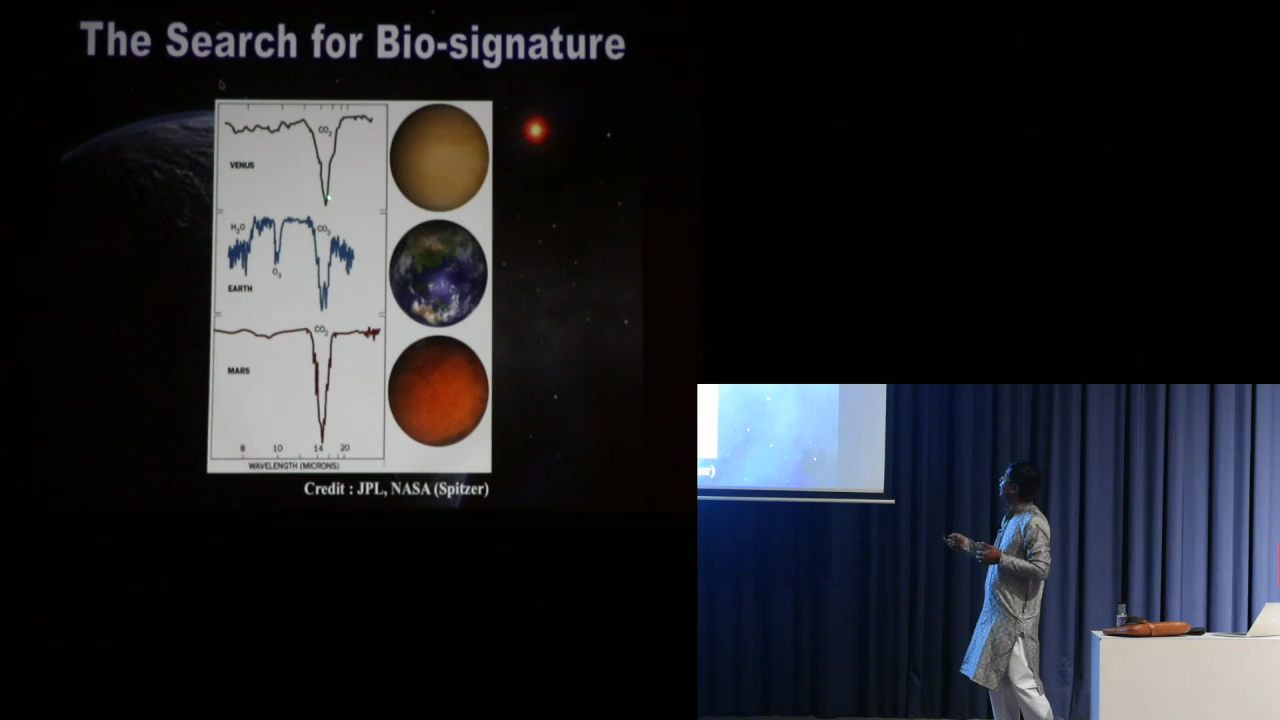 The Search for Bio-signature
CO2
VENUS
H2O
CO2
O3
EARTH
CO2
MARS
8 10 14 20
WAVELENGTH (MICRONS)
Credit : JPL, NASA (Spitzer)